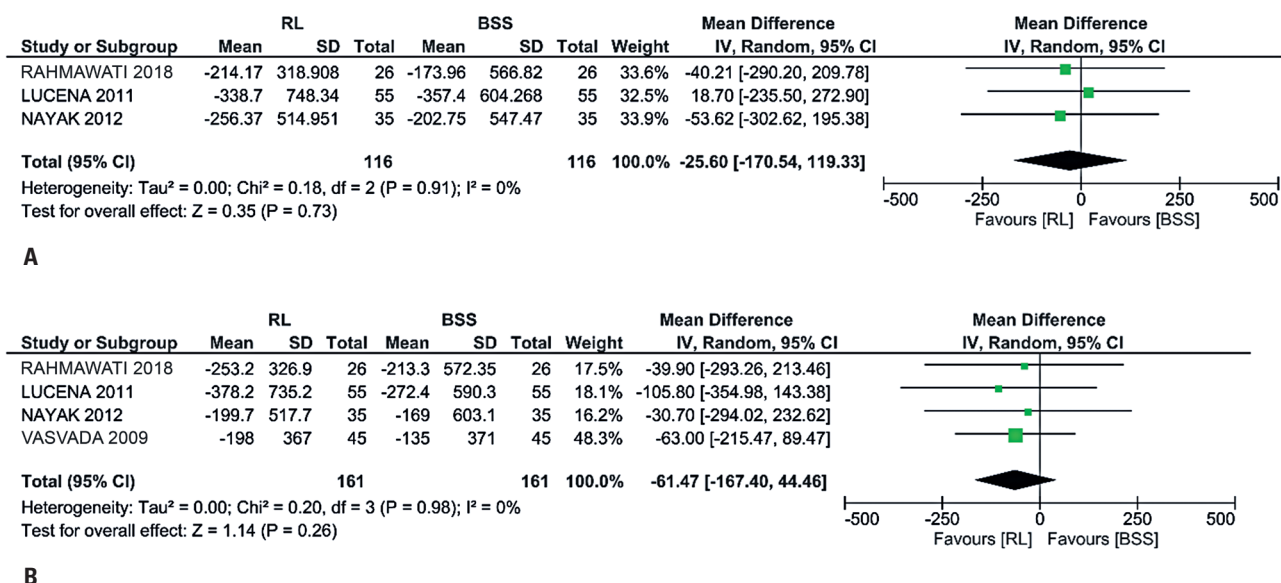 RL BSS Mean Difference Mean Difference
Study or Subgroup Mean SD Total Mean SD Total Weight IV, Random, 95% CI IV, Random, 95% CI
RAHMAWATI 2018 -214.17 318.908 26 -173.96 566.82 26 33.6% -40.21 [-290.20, 209.78]
LUCENA 2011 -338.7 748.34 55 -357.4 604.268 55 32.5% 18.70 [-235.50, 272.90]
NAYAK 2012 -256.37 514.951 35 -202.75 547.47 35 33.9% -53.62 [-302.62, 195.38]
Total (95% CI) 116 116 100.0% -25.60 [-170.54, 119.33]
Heterogeneity: Tau² = 0.00; Chi² = 0.18, df = 2 (P = 0.91); I² = 0%
Test for overall effect: Z = 0.35 (P = 0.73)
-500 -250 0 250 500
Favours [RL] Favours [BSS]
A
RL BSS Mean Difference Mean Difference
Study or Subgroup Mean SD Total Mean SD Total Weight IV, Random, 95% CI IV, Random, 95% CI
RAHMAWATI 2018 -253.2 326.9 26 -213.3 572.35 26 17.5% -39.90 [-293.26, 213.46]
LUCENA 2011 -378.2 735.2 55 -272.4 590.3 55 18.1% -105.80 [-354.98, 143.38]
NAYAK 2012 -199.7 517.7 35 -169 603.1 35 16.2% -30.70 [-294.02, 232.62]
VASVADA 2009 -198 367 45 -135 371 45 48.3% -63.00 [-215.47, 89.47]
Total (95% CI) 161 161 100.0% -61.47 [-167.40, 44.46]
Heterogeneity: Tau² = 0.00; Chi² = 0.20, df = 3 (P = 0.98); I² = 0%
Test for overall effect: Z = 1.14 (P = 0.26)
-500 -250 0 250 500
Favours [RL] Favours [BSS]
B